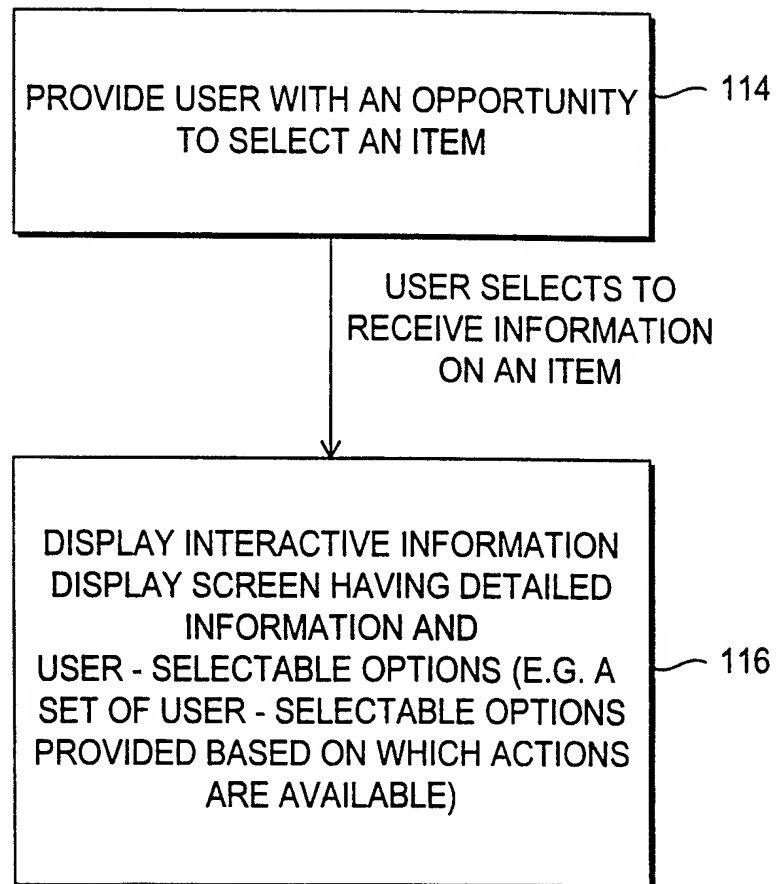 PROVIDE USER WITH AN OPPORTUNITY
TO SELECT AN ITEM
114
USER SELECTS TO
RECEIVE INFORMATION
ON AN ITEM
DISPLAY INTERACTIVE INFORMATION
DISPLAY SCREEN HAVING DETAILED
INFORMATION AND
USER - SELECTABLE OPTIONS (E.G. A
SET OF USER - SELECTABLE OPTIONS
PROVIDED BASED ON WHICH ACTIONS
ARE AVAILABLE)
116